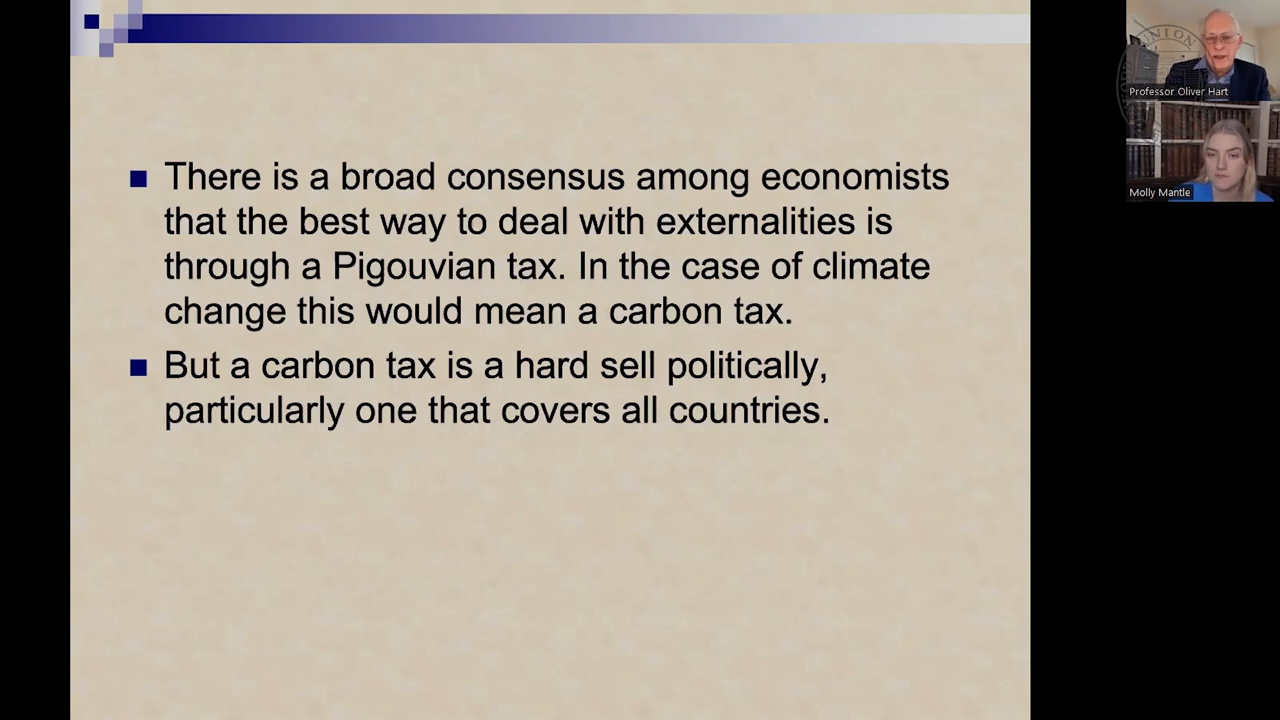 There is a broad consensus among economists
that the best way to deal with externalities is
through a Pigouvian tax. In the case of climate
change this would mean a carbon tax.
But a carbon tax is a hard sell politically,
particularly one that covers all countries.
Professor Oliver Hart
Molly Mantle